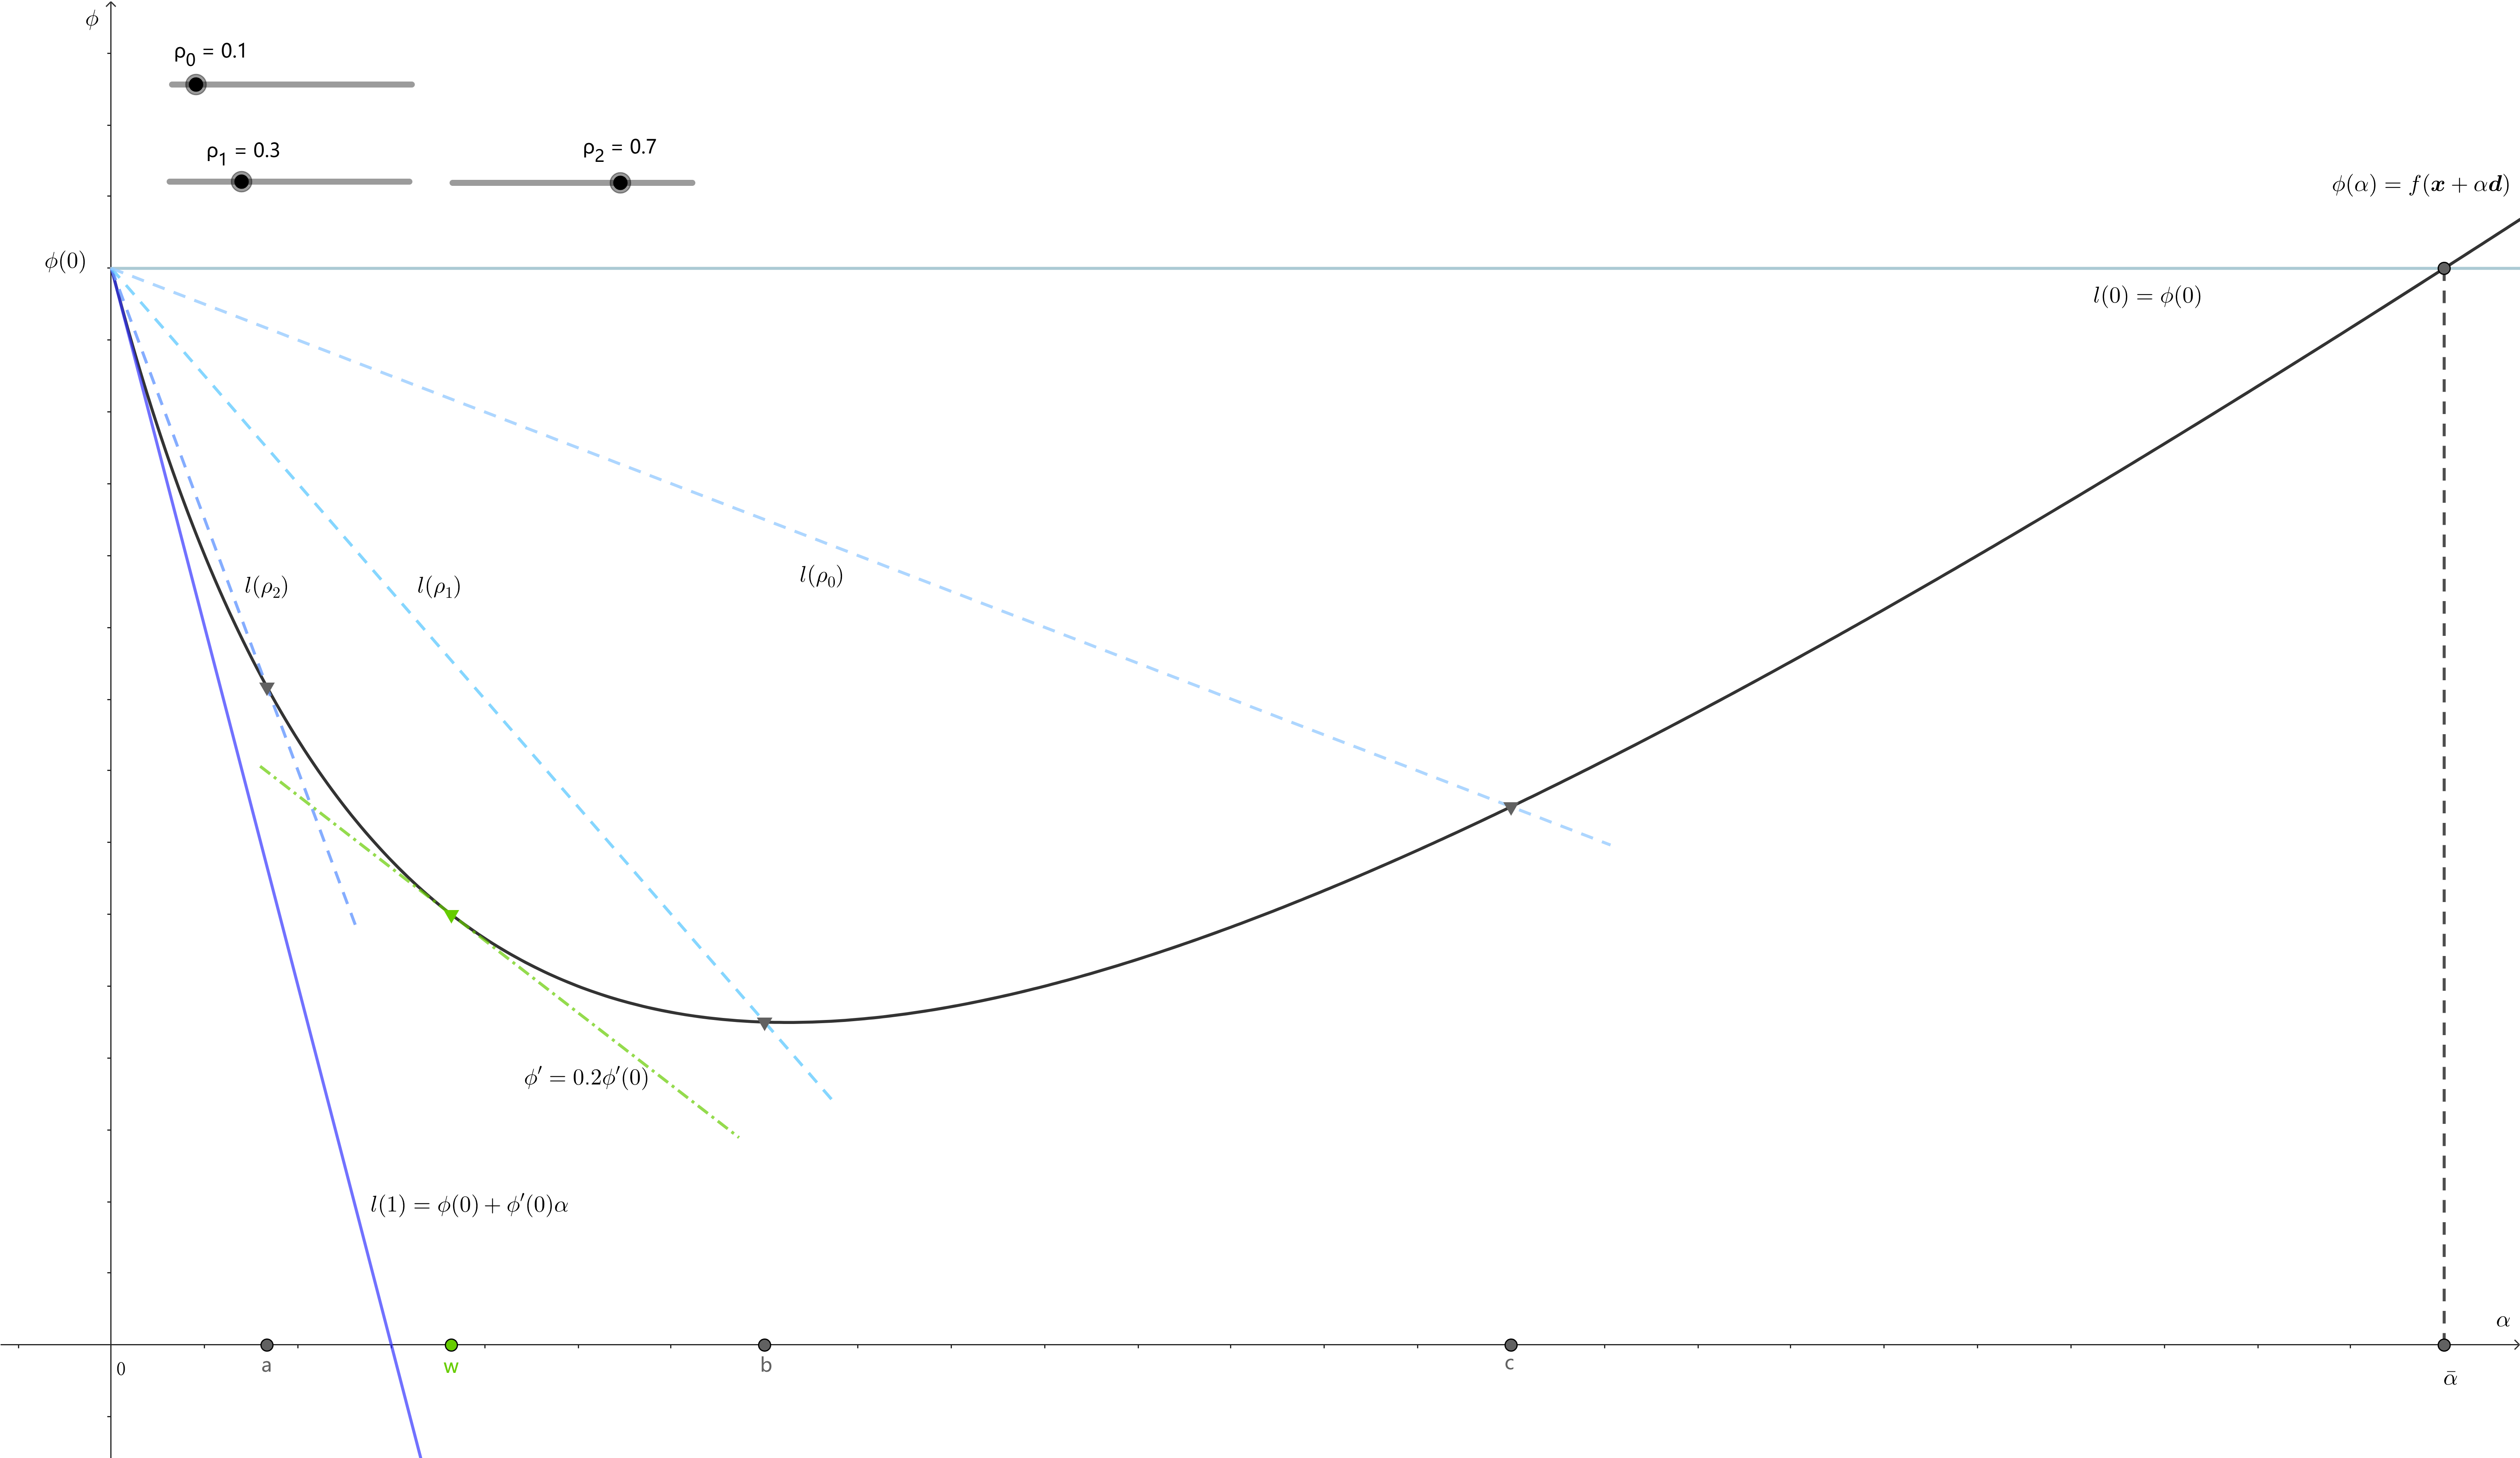 ϕ
ρ₀ = 0.1
ρ₁ = 0.3
ρ₂ = 0.7
ϕ(α) = f(𝒙 + α𝒅)
ϕ(0)
l(0) = ϕ(0)
l(ρ₂)
l(ρ₁)
l(ρ₀)
ϕ′ = 0.2ϕ′(0)
l(1) = ϕ(0) + ϕ′(0)α
α
0
a
w
b
c
ᾱ